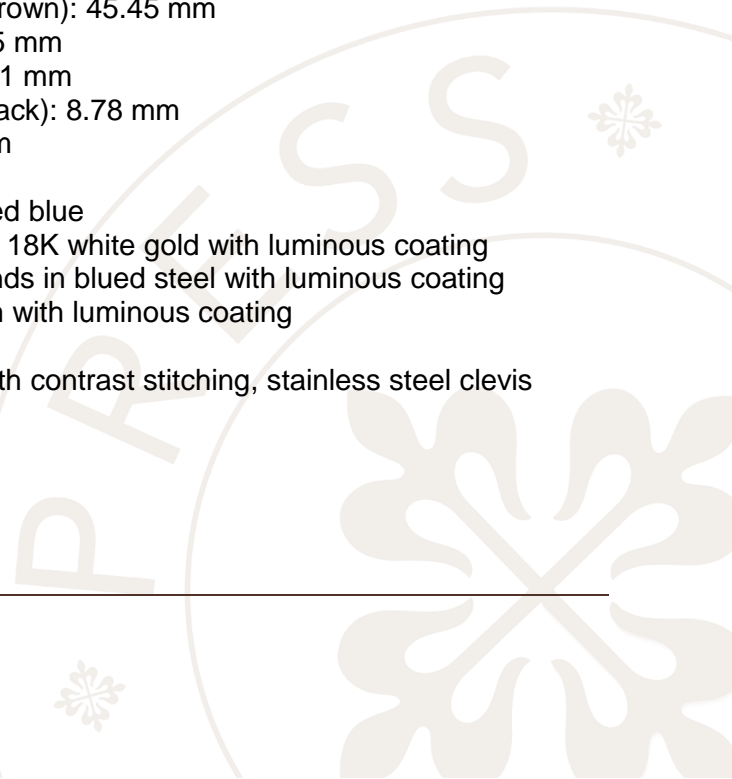 rown): 45.45 mm
5 mm
1 mm
ack): 8.78 mm
m
ed blue
18K white gold with luminous coating
nds in blued steel with luminous coating
n with luminous coating
th contrast stitching, stainless steel clevis
PRESS